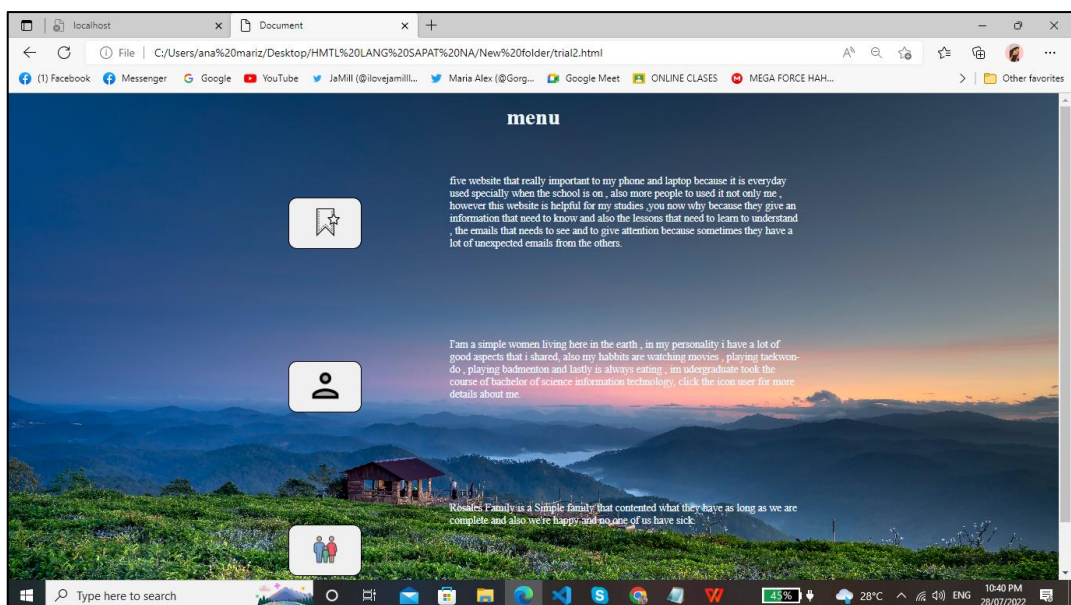 localhost
Document
File | C:/Users/ana%20mariz/Desktop/HMTL%20LANG%20SAPAT%20NA/New%20folder/trial2.html
(1) Facebook
Messenger
Google
YouTube
JaMill (@ilovejamilll...
Maria Alex (@Gorg...
Google Meet
ONLINE CLASES
MEGA FORCE HAH...
Other favorites
menu
five website that really important to my phone and laptop because it is everyday
used specially when the school is on , also more people to used it not only me ,
however this website is helpful for my studies ,you now why because they give an
information that need to know and also the lessons that need to learn to understand
, the emails that needs to see and to give attention because sometimes they have a
lot of unexpected emails from the others.
I'am a simple women living here in the earth , in my personality i have a lot of
good aspects that i shared, also my habbits are watching movies , playing taekwon-
do , playing badmenton and lastly is always eating , im udergraduate took the
course of bachelor of science information technology, click the icon user for more
details about me.
Rosales Family is a Simple family that contented what they have as long as we are
complete and also we're happy and no one of us have sick.
Type here to search
45%
28°C
ENG
10:40 PM
28/07/2022